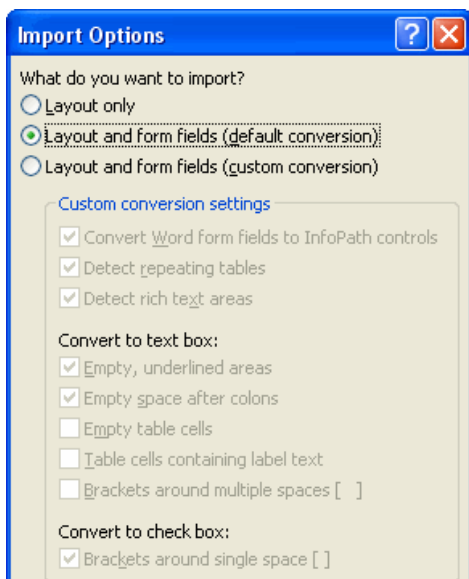 Import Options
What do you want to import?
Layout only
Layout and form fields (default conversion)
Layout and form fields (custom conversion)
Custom conversion settings
Convert Word form fields to InfoPath controls
Detect repeating tables
Detect rich text areas
Convert to text box:
Empty, underlined areas
Empty space after colons
Empty table cells
Table cells containing label text
Brackets around multiple spaces [   ]
Convert to check box:
Brackets around single space [ ]